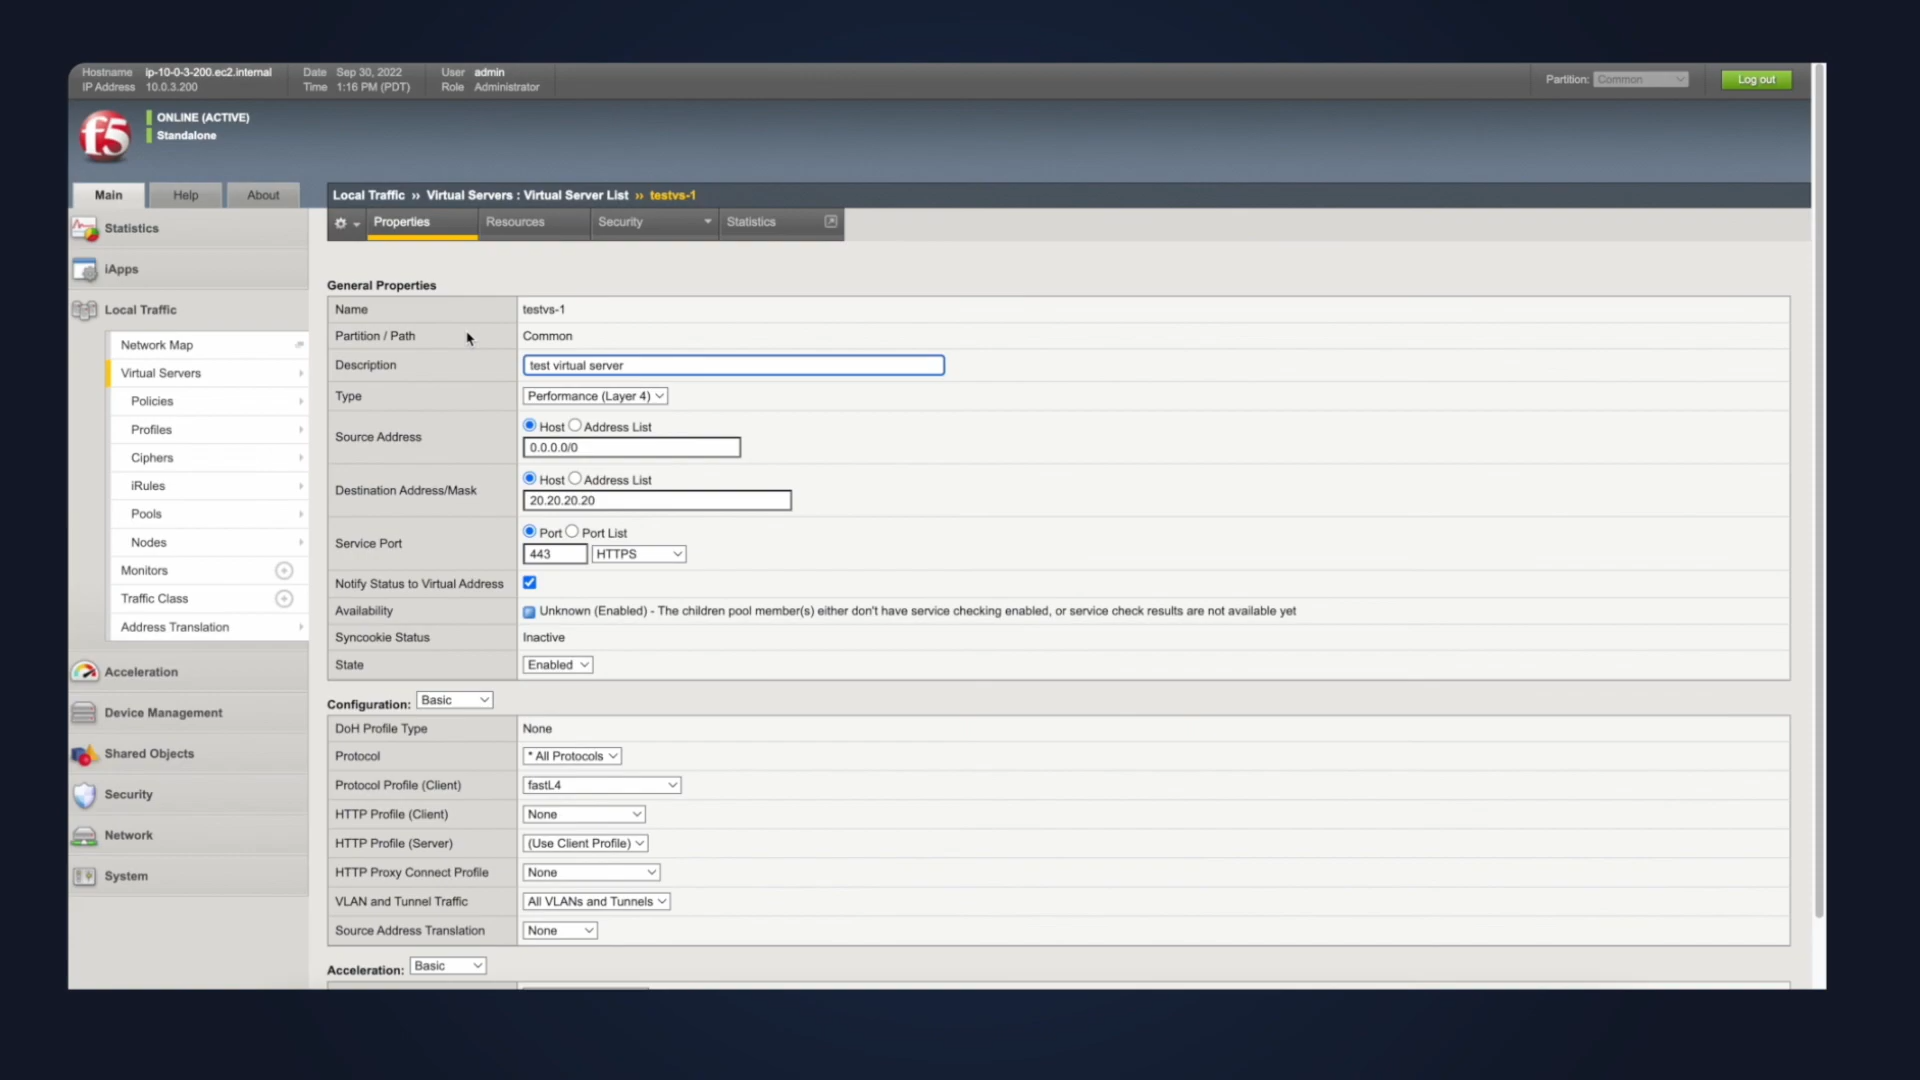 Hostname ip-10-0-3-200.ec2.internal Date Sep 30, 2022 User admin
IP Address 10.0.3.200 Time 1:16 PM (PDT) Role Administrator
Partition: Common Log out
f5
ONLINE (ACTIVE)
Standalone
Main Help About
Local Traffic ›› Virtual Servers : Virtual Server List ›› testvs-1
Properties Resources Security Statistics
Statistics
iApps
Local Traffic
Network Map
Virtual Servers
Policies
Profiles
Ciphers
iRules
Pools
Nodes
Monitors
Traffic Class
Address Translation
Acceleration
Device Management
Shared Objects
Security
Network
System
General Properties
Name testvs-1
Partition / Path Common
Description test virtual server
Type Performance (Layer 4)
Source Address Host Address List
0.0.0.0/0
Destination Address/Mask Host Address List
20.20.20.20
Service Port Port Port List
443 HTTPS
Notify Status to Virtual Address
Availability Unknown (Enabled) - The children pool member(s) either don't have service checking enabled, or service check results are not available yet
Syncookie Status Inactive
State Enabled
Configuration: Basic
DoH Profile Type None
Protocol * All Protocols
Protocol Profile (Client) fastL4
HTTP Profile (Client) None
HTTP Profile (Server) (Use Client Profile)
HTTP Proxy Connect Profile None
VLAN and Tunnel Traffic All VLANs and Tunnels
Source Address Translation None
Acceleration: Basic